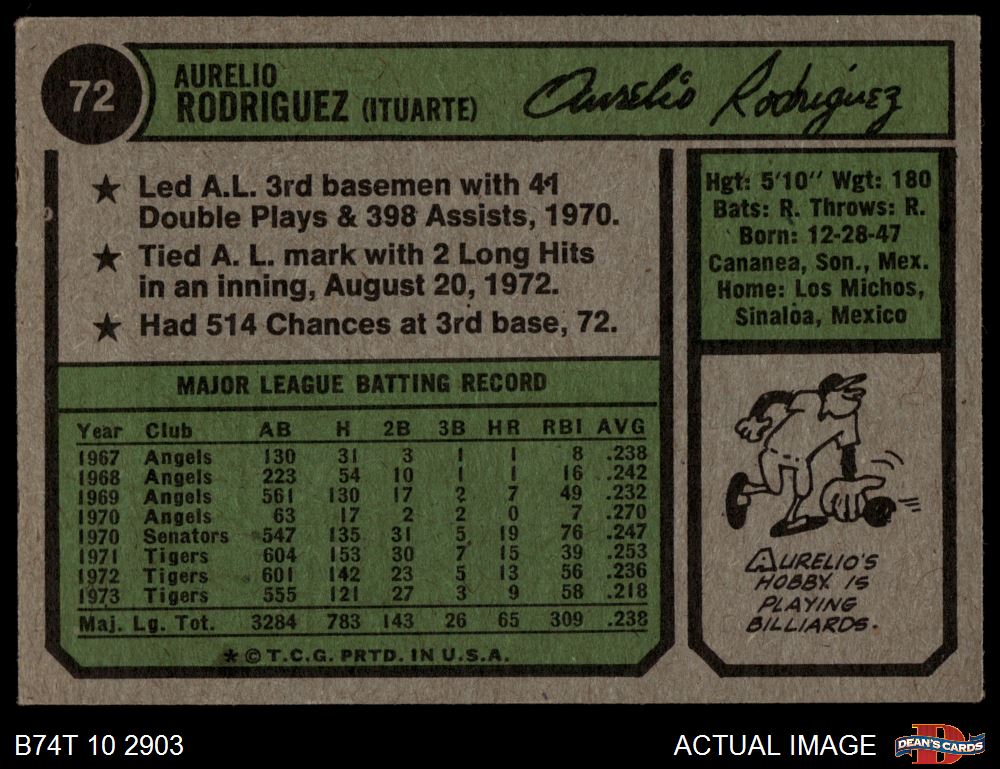 72
AURELIO
RODRIGUEZ (ITUARTE)
Aurelio Rodriguez
★ Led A.L. 3rd basemen with 41
Double Plays & 398 Assists, 1970.
★ Tied A. L. mark with 2 Long Hits
in an inning, August 20, 1972.
★ Had 514 Chances at 3rd base, 72.
Hgt: 5'10" Wgt: 180
Bats: R. Throws: R.
Born: 12-28-47
Cananea, Son., Mex.
Home: Los Michos,
Sinaloa, Mexico
MAJOR LEAGUE BATTING RECORD
Year Club AB H 2B 3B HR RBI AVG
1967 Angels 130 31 3 1 1 8 .238
1968 Angels 223 54 10 1 1 16 .242
1969 Angels 561 130 17 2 7 49 .232
1970 Angels 63 17 2 2 0 7 .270
1970 Senators 547 135 31 5 19 76 .247
1971 Tigers 604 153 30 7 15 39 .253
1972 Tigers 601 142 23 5 13 56 .236
1973 Tigers 555 121 27 3 9 58 .218
Maj. Lg. Tot. 3284 783 143 26 65 309 .238
* © T.C.G. PRTD. IN U.S.A.
AURELIO'S
HOBBY IS
PLAYING
BILLIARDS.
B74T 10 2903
ACTUAL IMAGE
D
DEAN'S CARDS